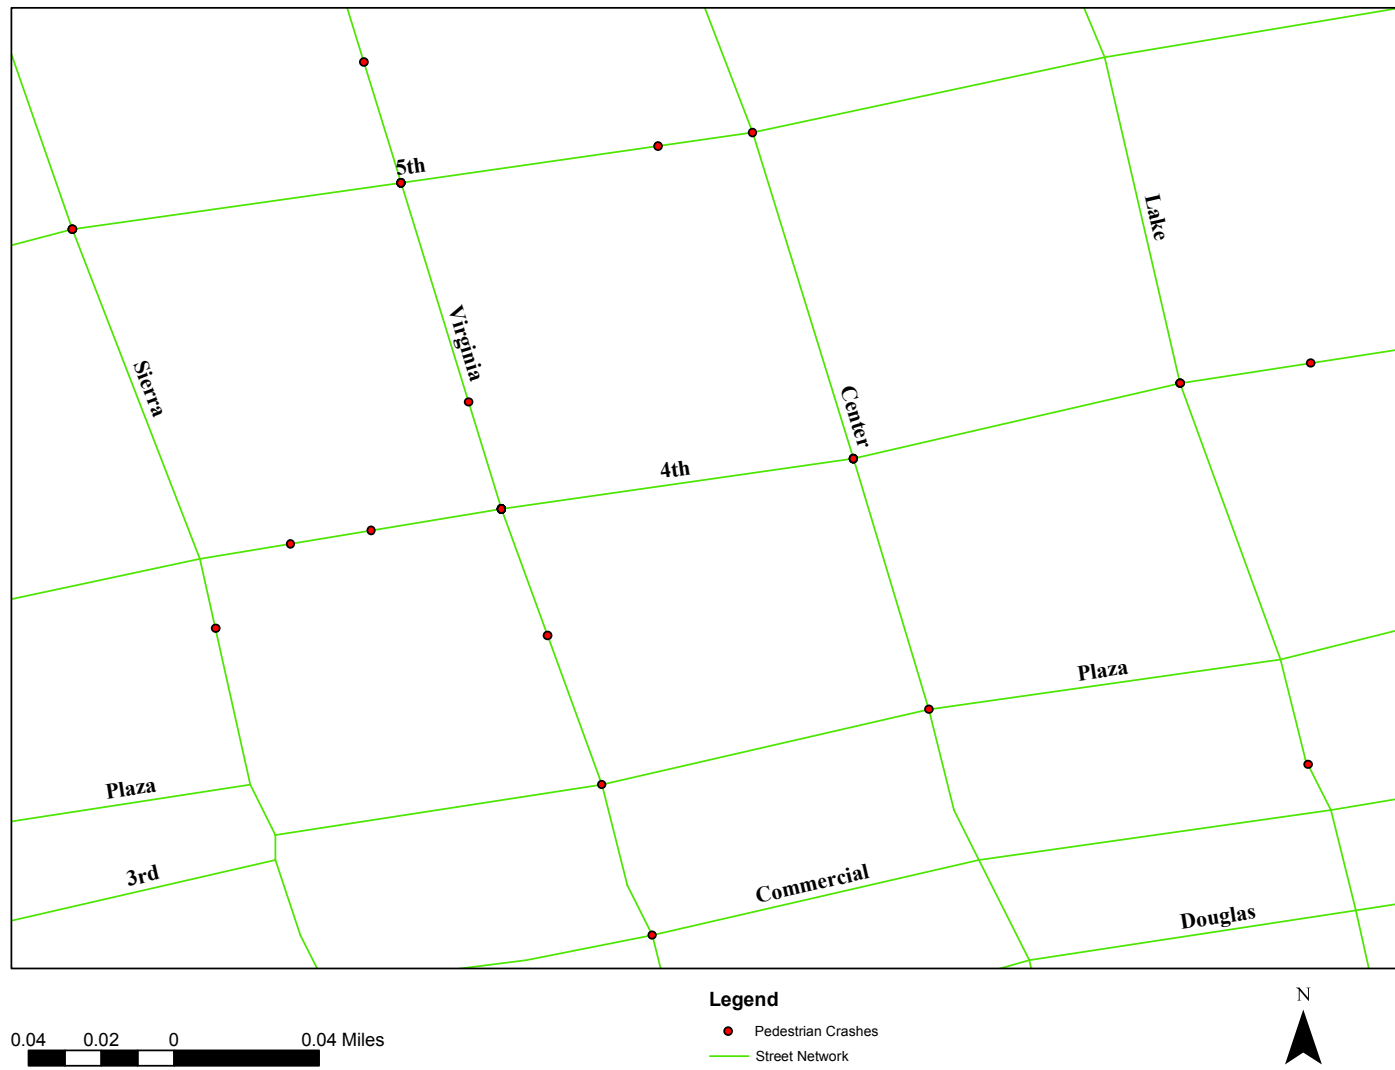 5th
Lake
Virginia
Sierra
Center
4th
Plaza
Plaza
3rd
Commercial
Douglas
Legend
N
Pedestrian Crashes
0.04 0.02 0 0.04 Miles
Street Network